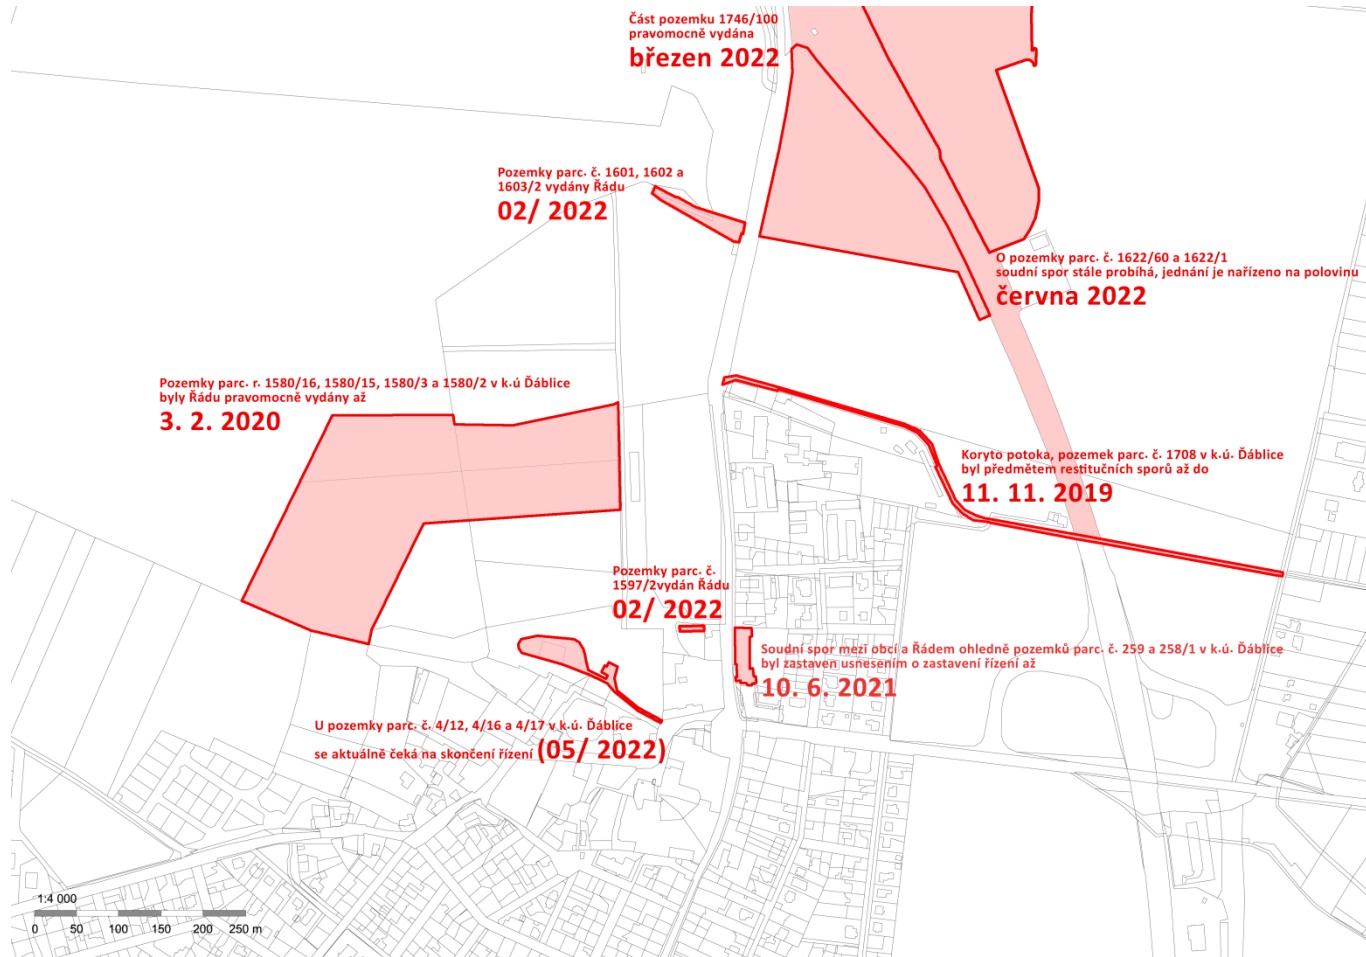 Část pozemku 1746/100
pravomocně vydána
březen 2022
Pozemky parc. č. 1601, 1602 a
1603/2 vydány Řádu
02/ 2022
O pozemky parc. č. 1622/60 a 1622/1
soudní spor stále probíhá, jednání je nařízeno na polovinu
června 2022
Pozemky parc. r. 1580/16, 1580/15, 1580/3 a 1580/2 v k.ú Ďáblice
byly Řádu pravomocně vydány až
3. 2. 2020
Koryto potoka, pozemek parc. č. 1708 v k.ú. Ďáblice
byl předmětem restitučních sporů až do
11. 11. 2019
Pozemky parc. č.
1597/2vydán Řádu
02/ 2022
Soudní spor mezi obcí a Řádem ohledně pozemků parc. č. 259 a 258/1 v k.ú. Ďáblice
byl zastaven usnesením o zastavení řízení až
10. 6. 2021
U pozemky parc. č. 4/12, 4/16 a 4/17 v k.ú. Ďáblice
se aktuálně čeká na skončení řízení (05/ 2022)
1:4 000
0 50 100 150 200 250 m